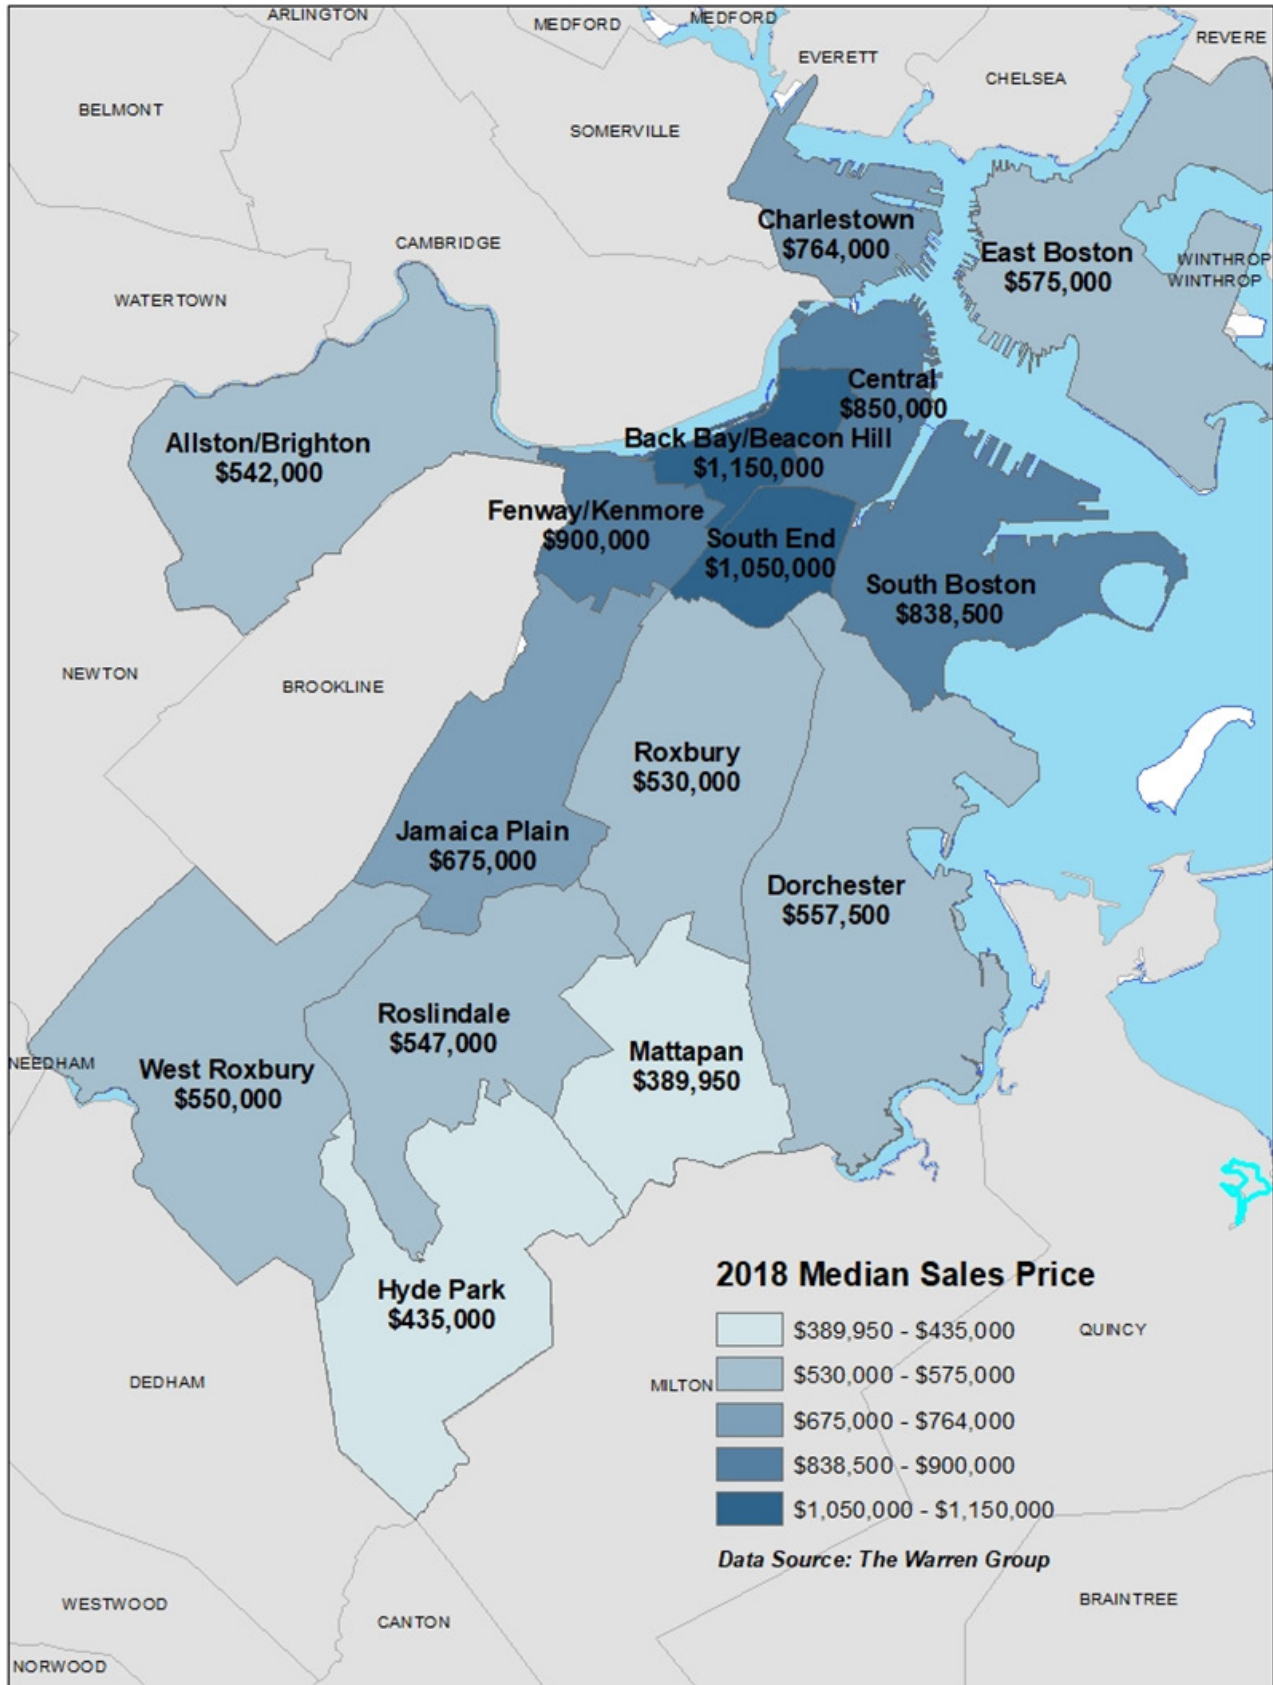 ARLINGTON
MEDFORD
MEDFORD
REVERE
EVERETT
CHELSEA
BELMONT
SOMERVILLE
Charlestown
$764,000
CAMBRIDGE
East Boston
$575,000
WINTHROP
WINTHROP
WATERTOWN
Central
$850,000
Allston/Brighton
$542,000
Back Bay/Beacon Hill
$1,150,000
Fenway/Kenmore
$900,000
South End
$1,050,000
South Boston
$838,500
NEWTON
BROOKLINE
Roxbury
$530,000
Jamaica Plain
$675,000
Dorchester
$557,500
Roslindale
$547,000
Mattapan
$389,950
NEEDHAM
West Roxbury
$550,000
Hyde Park
$435,000
2018 Median Sales Price
$389,950 - $435,000
$530,000 - $575,000
$675,000 - $764,000
$838,500 - $900,000
$1,050,000 - $1,150,000
Data Source: The Warren Group
QUINCY
DEDHAM
MILTON
WESTWOOD
CANTON
BRAINTREE
NORWOOD